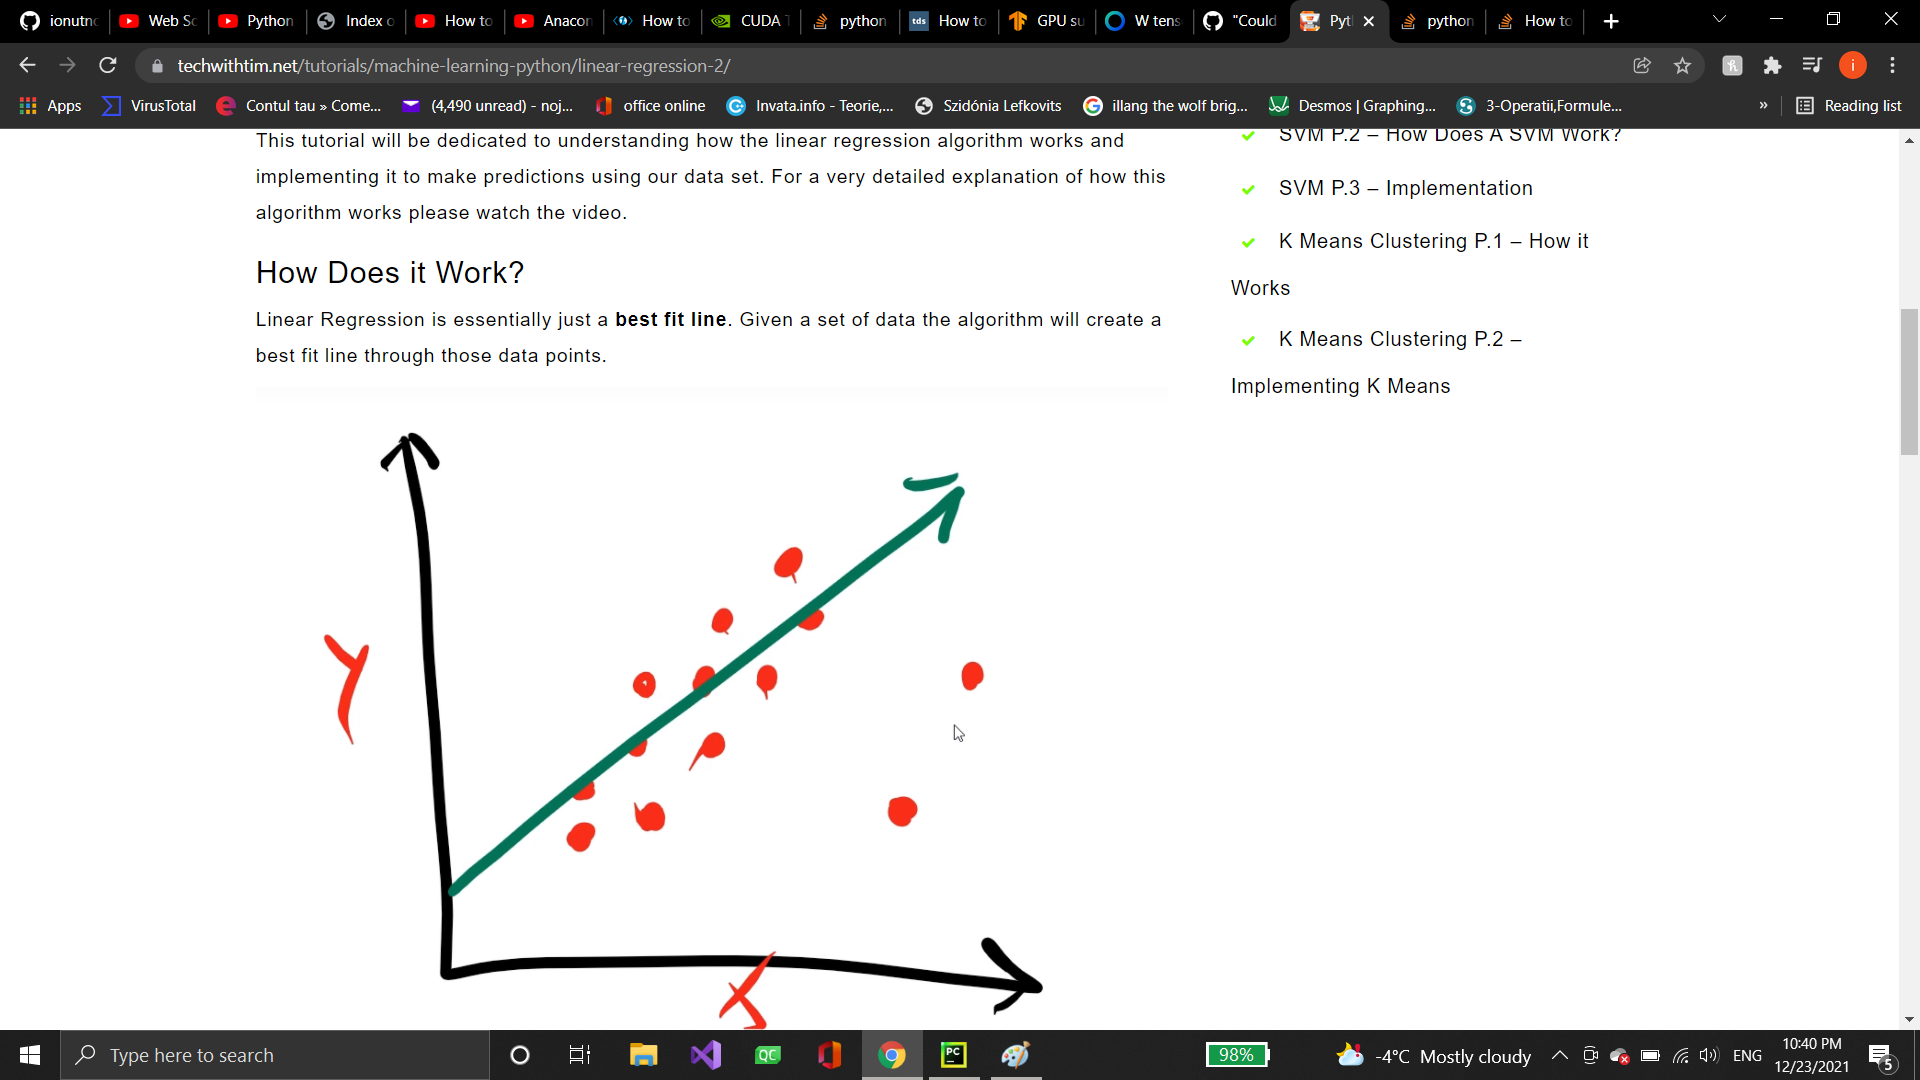 ionutno
Web Sc
Python
Index o
How to
Anacon
How to
CUDA T
python
tds How to
GPU su
W tens
"Could
Pyt
python
How to
techwithtim.net/tutorials/machine-learning-python/linear-regression-2/
i
Apps
VirusTotal
Contul tau » Come...
(4,490 unread) - noj...
office online
Invata.info - Teorie,...
Szidónia Lefkovits
illang the wolf brig...
Desmos | Graphing...
3-Operatii,Formule...
»
Reading list
This tutorial will be dedicated to understanding how the linear regression algorithm works and
implementing it to make predictions using our data set. For a very detailed explanation of how this
algorithm works please watch the video.
How Does it Work?
Linear Regression is essentially just a best fit line. Given a set of data the algorithm will create a
best fit line through those data points.
Y
X
SVM P.2 – How Does A SVM Work?
SVM P.3 – Implementation
K Means Clustering P.1 – How it
Works
K Means Clustering P.2 –
Implementing K Means
Type here to search
QC
PC
98%
-4°C Mostly cloudy
ENG
10:40 PM
12/23/2021
5